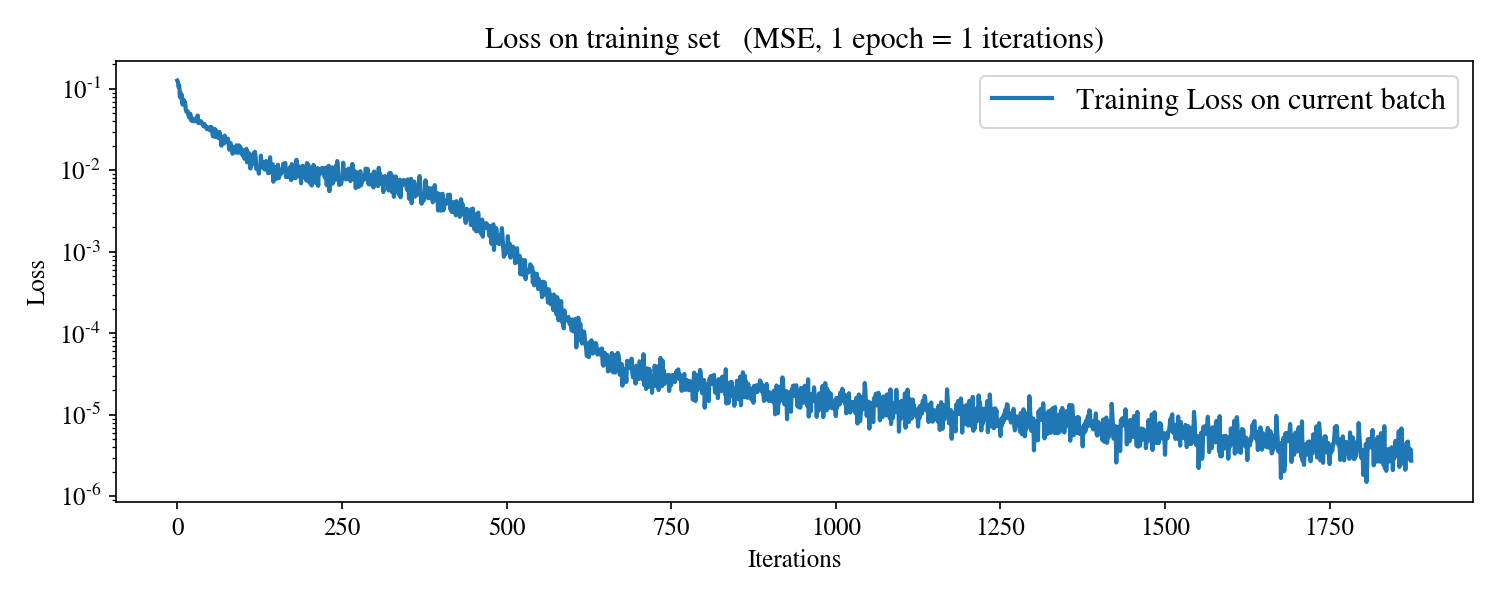 Loss on training set   (MSE, 1 epoch = 1 iterations)
Training Loss on current batch
Loss
10⁻¹
10⁻²
10⁻³
10⁻⁴
10⁻⁵
10⁻⁶
0 250 500 750 1000 1250 1500 1750
Iterations